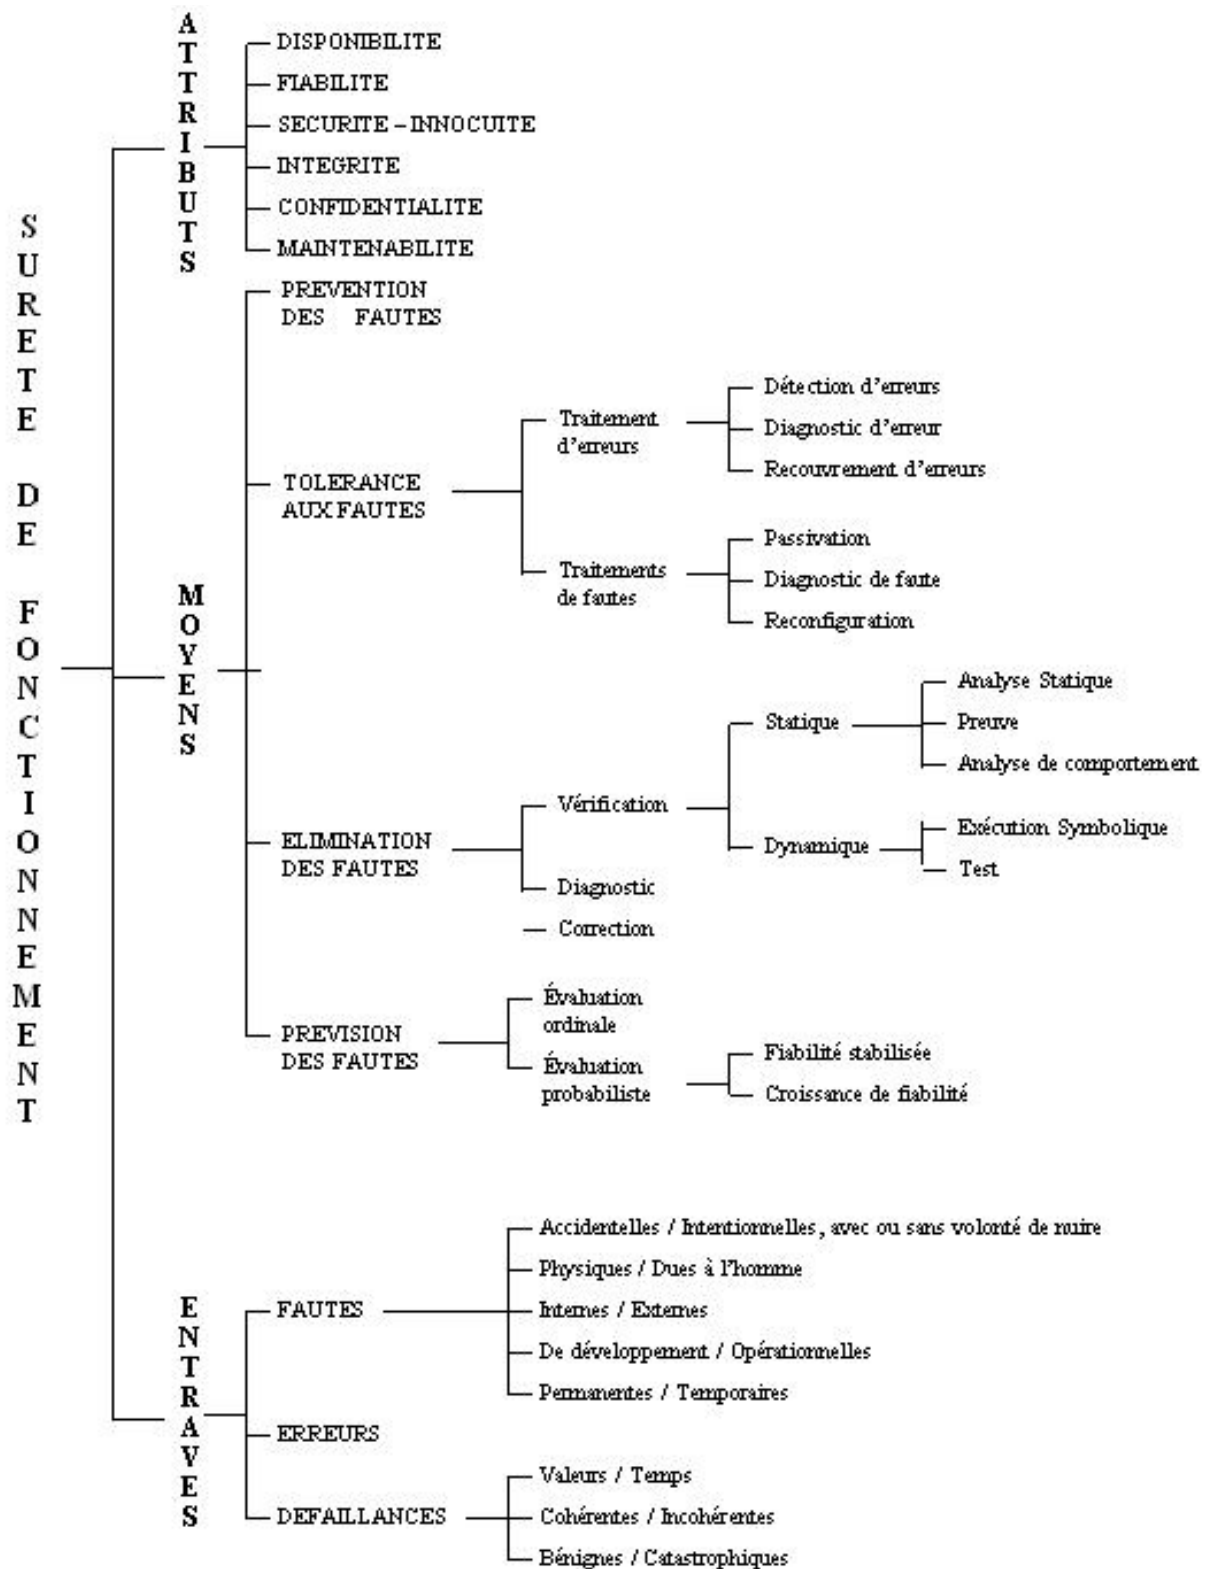 SURETE DE FONCTIONNEMENT
ATTRIBUTS
DISPONIBILITE
FIABILITE
SECURITE – INNOCUITE
INTEGRITE
CONFIDENTIALITE
MAINTENABILITE
MOYENS
PREVENTION
DES FAUTES
TOLERANCE
AUX FAUTES
Traitement
d'erreurs
Détection d'erreurs
Diagnostic d'erreur
Recouvrement d'erreurs
Traitements
de fautes
Passivation
Diagnostic de faute
Reconfiguration
ELIMINATION
DES FAUTES
Vérification
Statique
Analyse Statique
Preuve
Analyse de comportement
Dynamique
Exécution Symbolique
Test
Diagnostic
Correction
PREVISION
DES FAUTES
Évaluation
ordinale
Évaluation
probabiliste
Fiabilité stabilisée
Croissance de fiabilité
ENTRAVES
FAUTES
Accidentelles / Intentionnelles, avec ou sans volonté de nuire
Physiques / Dues à l'homme
Internes / Externes
De développement / Opérationnelles
Permanentes / Temporaires
ERREURS
DEFAILLANCES
Valeurs / Temps
Cohérentes / Incohérentes
Bénignes / Catastrophiques